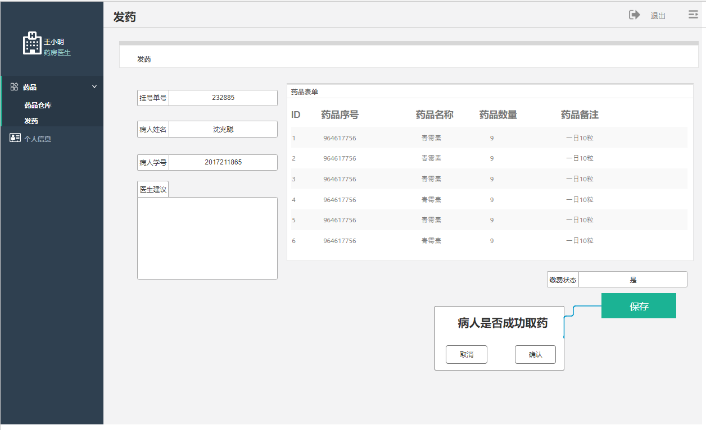 发药
退出
王小明
药房医生
药品
药品仓库
发药
个人信息
发药
挂号单号 232885
病人姓名
病人学号 2017211065
医生建议
药品表单
ID 药品序号 药品名称 药品数量 药品备注
1 964617756 青霉素 9 一日10粒
2 964617756 青霉素 9 一日10粒
3 964617756 青霉素 9 一日10粒
4 964617756 青霉素 9 一日10粒
5 964617756 青霉素 9 一日10粒
6 964617756 青霉素 9 一日10粒
缴费状态 是
保存
病人是否成功取药
取消 确认